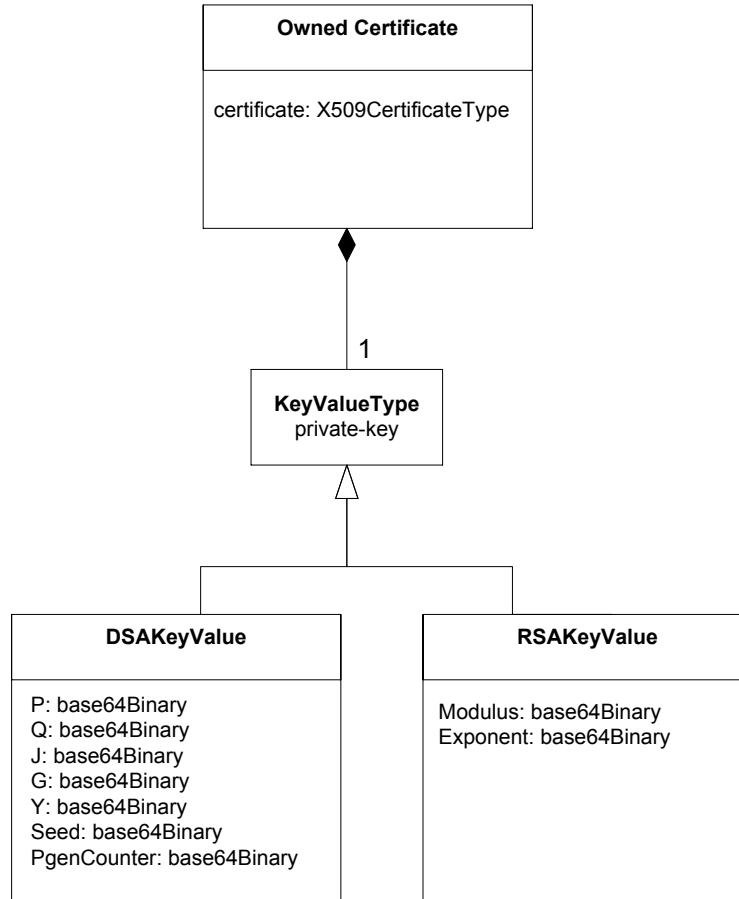 Owned Certificate
certificate: X509CertificateType
1
KeyValueType
private-key
DSAKeyValue
P: base64Binary
Q: base64Binary
J: base64Binary
G: base64Binary
Y: base64Binary
Seed: base64Binary
PgenCounter: base64Binary
RSAKeyValue
Modulus: base64Binary
Exponent: base64Binary